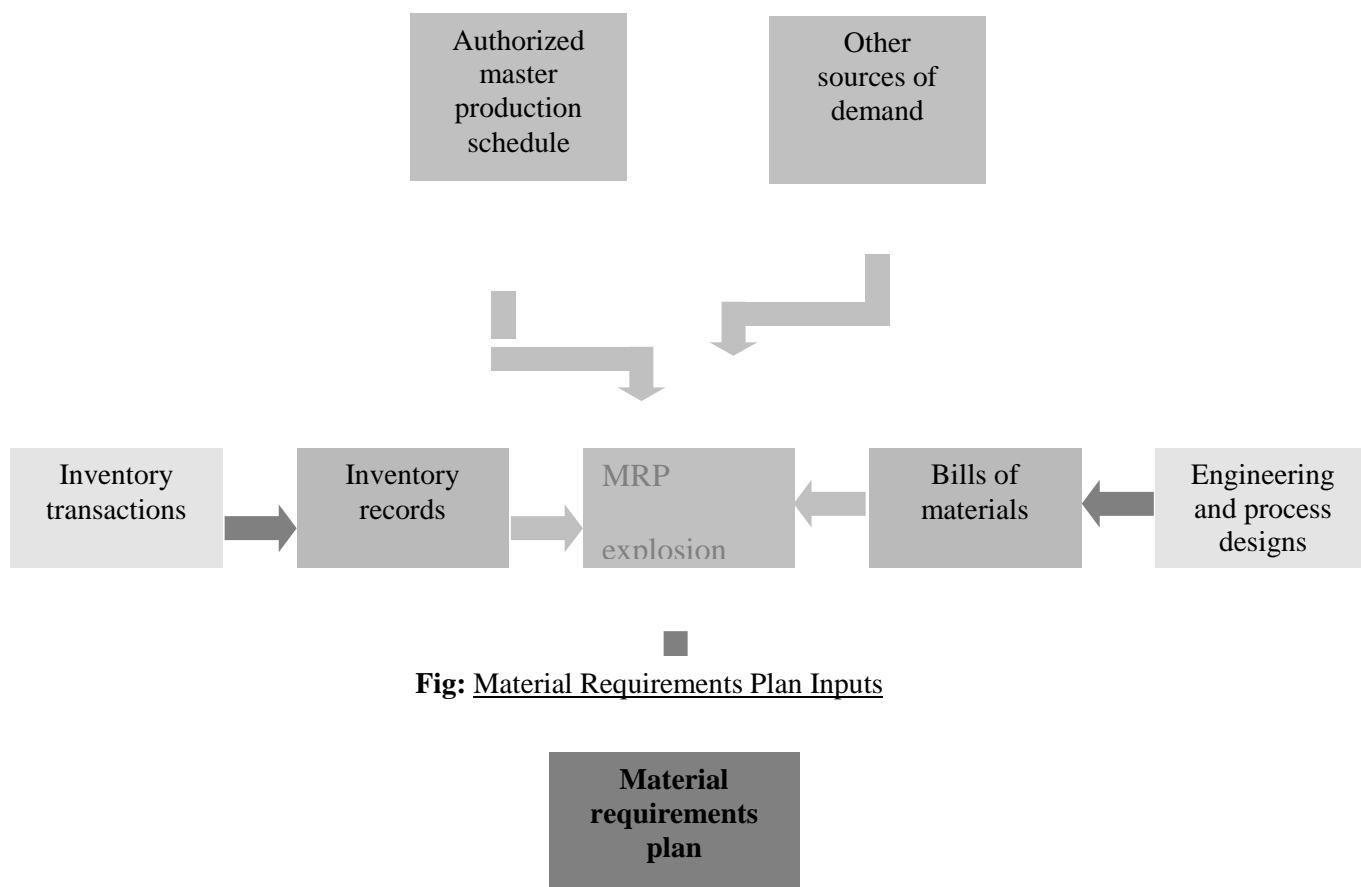 Authorized
master
production
schedule
Other
sources of
demand
Inventory
transactions
Inventory
records
MRP
explosion
Bills of
materials
Engineering
and process
designs
Fig: Material Requirements Plan Inputs
Material
requirements
plan